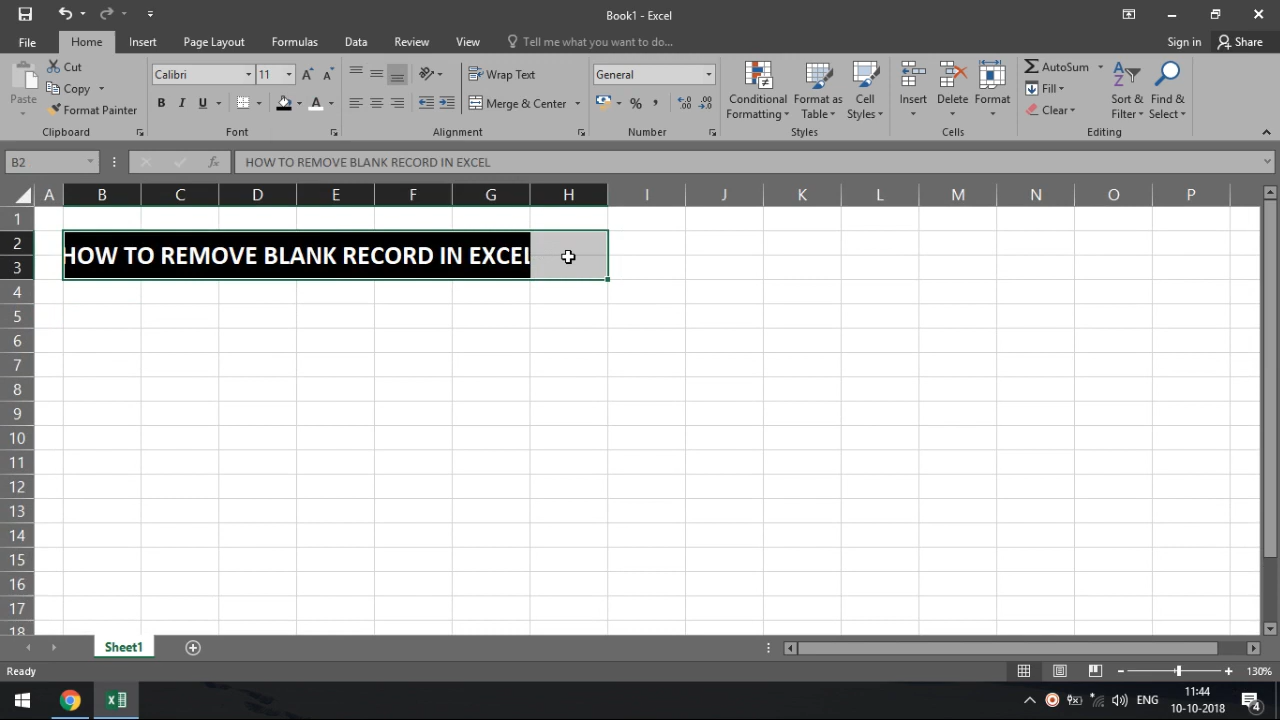 Book1 - Excel
File Home Insert Page Layout Formulas Data Review View Tell me what you want to do... Sign in Share
Paste
Cut
Copy
Format Painter
Clipboard
Calibri 11
B I U A
Font
Wrap Text
Merge & Center
Alignment
General
% ,
Number
Conditional Formatting
Format as Table
Cell Styles
Styles
Insert Delete Format
Cells
AutoSum
Fill
Clear
Sort & Filter
Find & Select
Editing
B2 fx HOW TO REMOVE BLANK RECORD IN EXCEL
A B C D E F G H I J K L M N O P
1
2
HOW TO REMOVE BLANK RECORD IN EXCEL
3
4
5
6
7
8
9
10
11
12
13
14
15
16
17
18
Sheet1
Ready 130%
ENG
11:44
10-10-2018
4